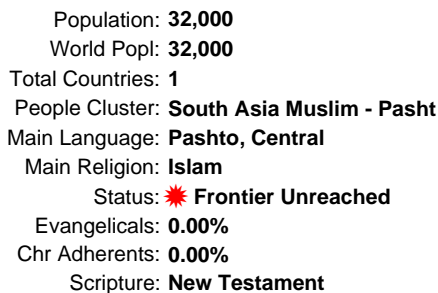 Population: 32,000
World Popl: 32,000
Total Countries: 1
People Cluster: South Asia Muslim - Pasht
Main Language: Pashto, Central
Main Religion: Islam
Status: Frontier Unreached
Evangelicals: 0.00%
Chr Adherents: 0.00%
Scripture: New Testament